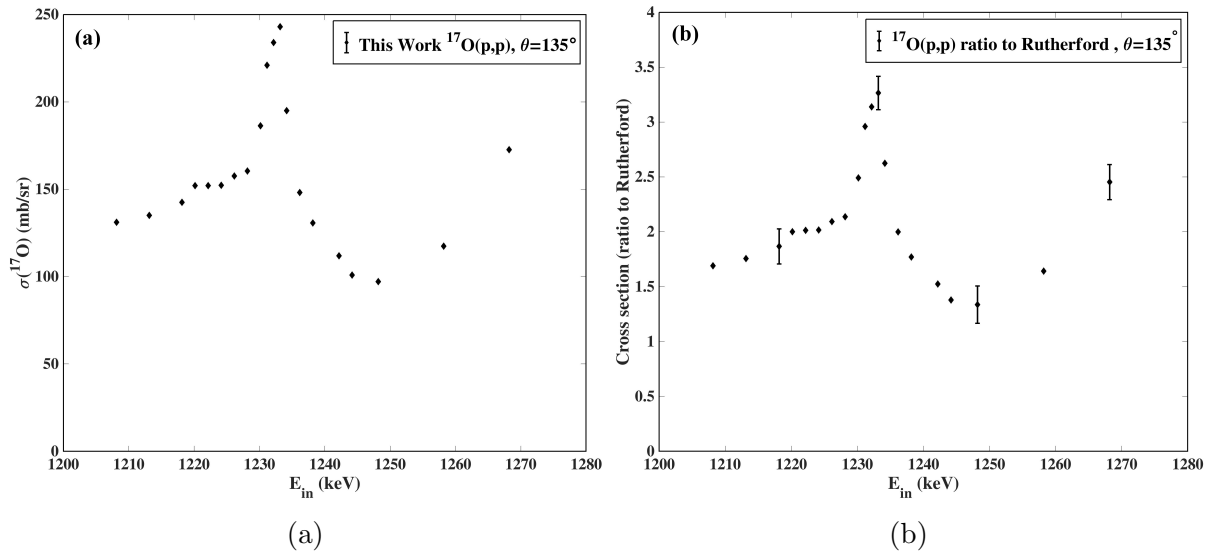 (a)
This Work ¹⁷O(p,p), θ=135°
250
200
150
100
50
0
σ(¹⁷O) (mb/sr)
1200 1210 1220 1230 1240 1250 1260 1270 1280
E_in (keV)
(a)
(b)
¹⁷O(p,p) ratio to Rutherford , θ=135°
4
3.5
3
2.5
2
1.5
1
0.5
0
Cross section (ratio to Rutherford)
1200 1210 1220 1230 1240 1250 1260 1270 1280
E_in (keV)
(b)